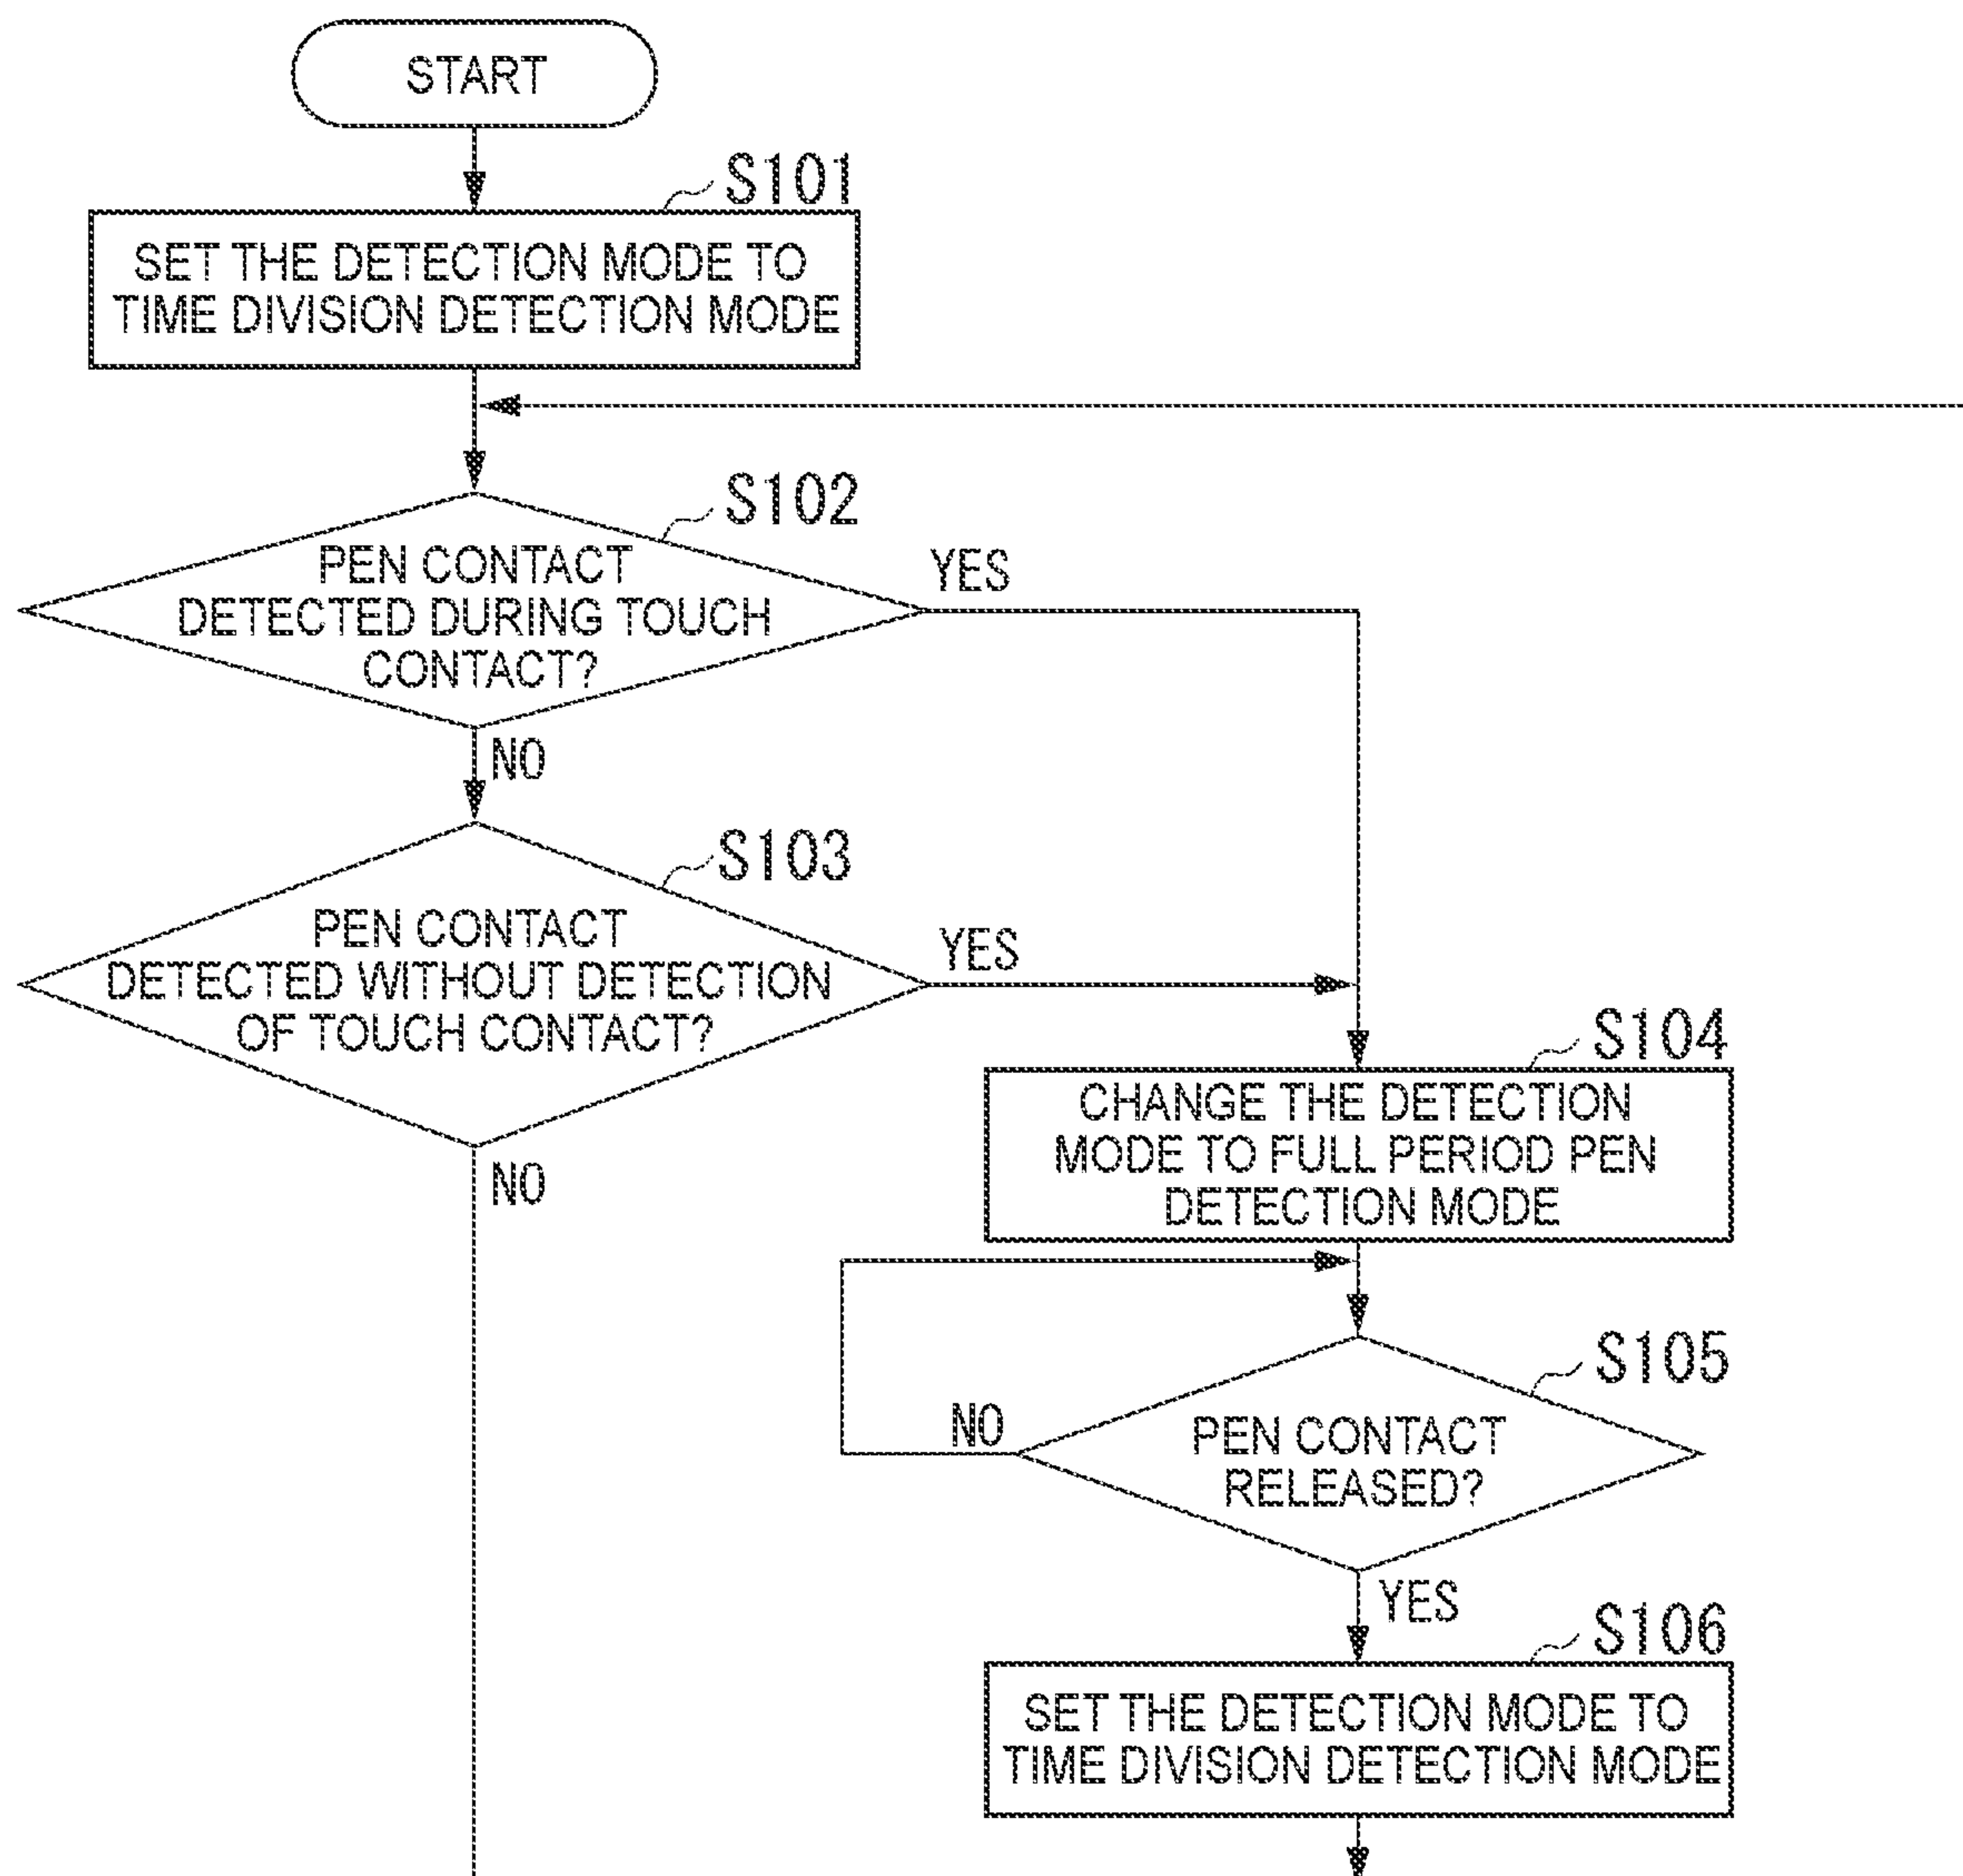 START
S101
SET THE DETECTION MODE TO
TIME DIVISION DETECTION MODE
S102
PEN CONTACT
DETECTED DURING TOUCH
CONTACT?
YES
NO
S103
PEN CONTACT
DETECTED WITHOUT DETECTION
OF TOUCH CONTACT?
YES
NO
S104
CHANGE THE DETECTION
MODE TO FULL PERIOD PEN
DETECTION MODE
S105
PEN CONTACT
RELEASED?
NO
YES
S106
SET THE DETECTION MODE TO
TIME DIVISION DETECTION MODE